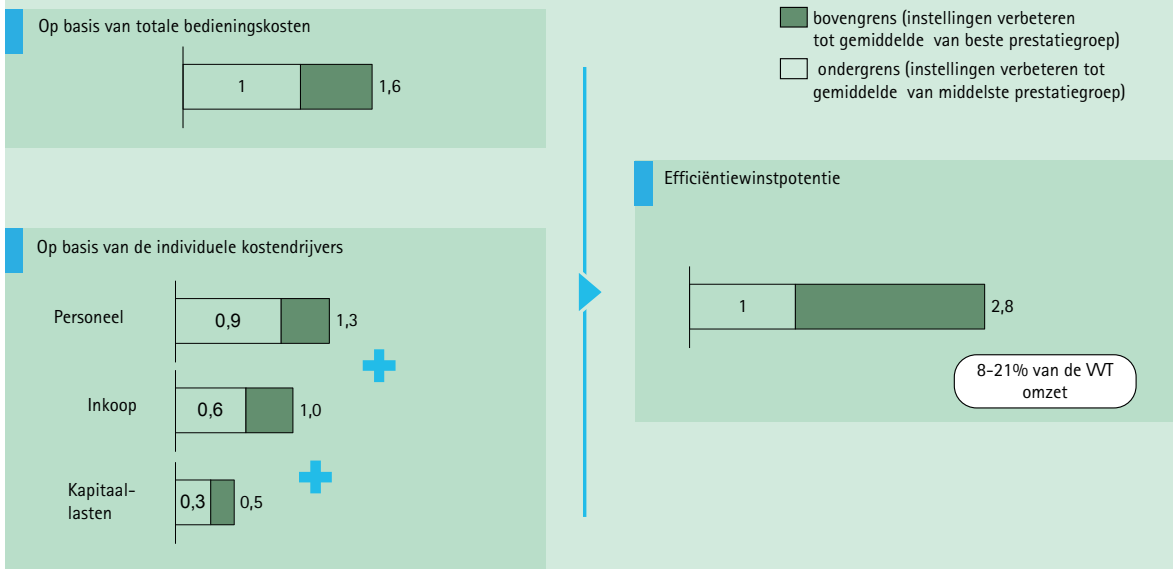 Op basis van totale bedieningskosten
1
1,6
Op basis van de individuele kostendrijvers
Personeel
0,9
1,3
Inkoop
0,6
1,0
Kapitaal-
lasten
0,3
0,5
bovengrens (instellingen verbeteren
tot gemiddelde van beste prestatiegroep)
ondergrens (instellingen verbeteren tot
gemiddelde van middelste prestatiegroep)
Efficiëntiewinstpotentie
1
2,8
8-21% van de VVT
omzet